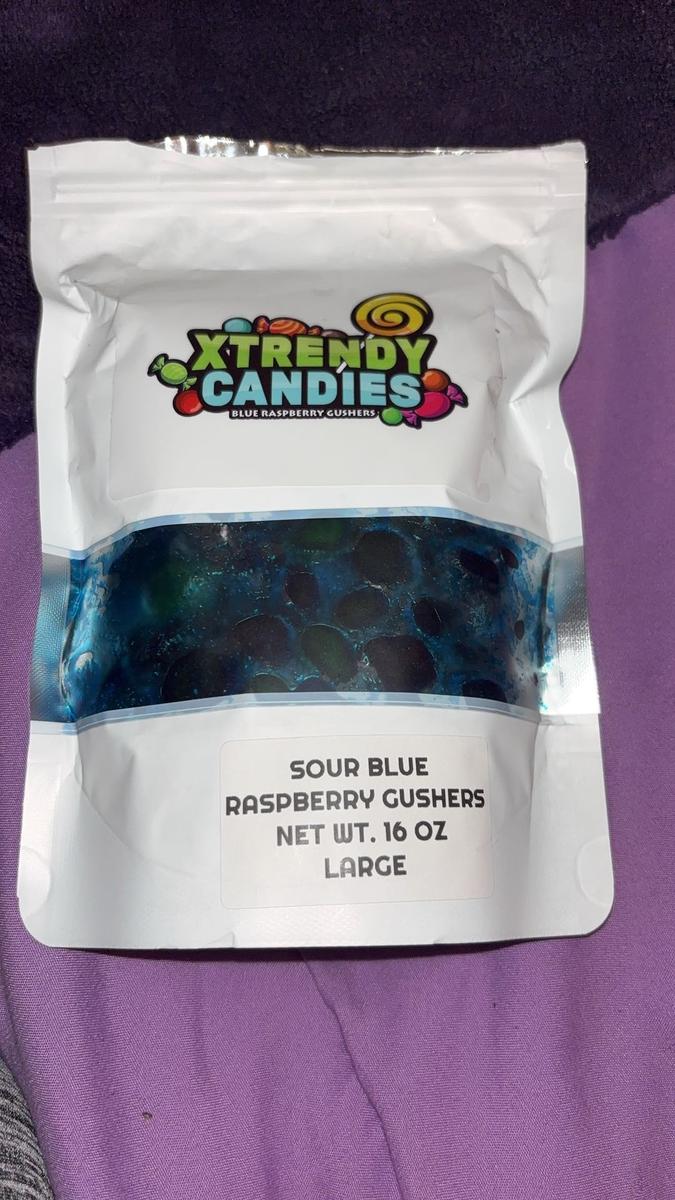 XTRENDY
CANDIES
BLUE RASPBERRY GUSHERS
SOUR BLUE
RASPBERRY GUSHERS
NET WT. 16 OZ
LARGE